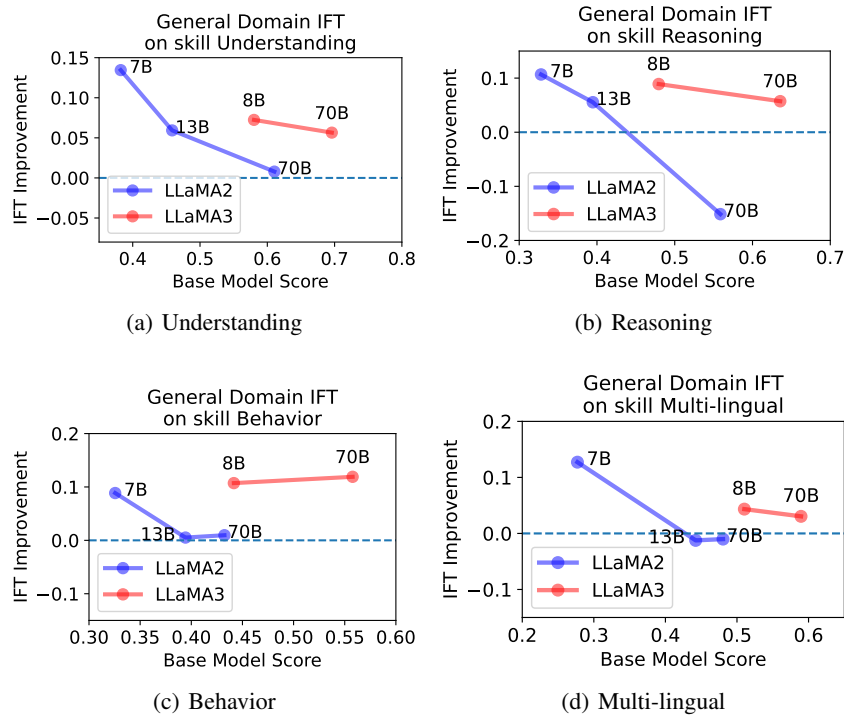 General Domain IFT
on skill Understanding
IFT Improvement
0.15
0.10
0.05
0.00
−0.05
7B
13B
70B
8B
70B
LLaMA2
LLaMA3
0.4 0.5 0.6 0.7 0.8
Base Model Score
(a) Understanding
General Domain IFT
on skill Reasoning
IFT Improvement
0.1
0.0
−0.1
−0.2
7B
13B
70B
8B
70B
LLaMA2
LLaMA3
0.3 0.4 0.5 0.6 0.7
Base Model Score
(b) Reasoning
General Domain IFT
on skill Behavior
IFT Improvement
0.2
0.1
0.0
−0.1
7B
13B
70B
8B
70B
LLaMA2
LLaMA3
0.30 0.35 0.40 0.45 0.50 0.55 0.60
Base Model Score
(c) Behavior
General Domain IFT
on skill Multi-lingual
IFT Improvement
0.2
0.1
0.0
−0.1
7B
13B
70B
8B
70B
LLaMA2
LLaMA3
0.2 0.3 0.4 0.5 0.6
Base Model Score
(d) Multi-lingual